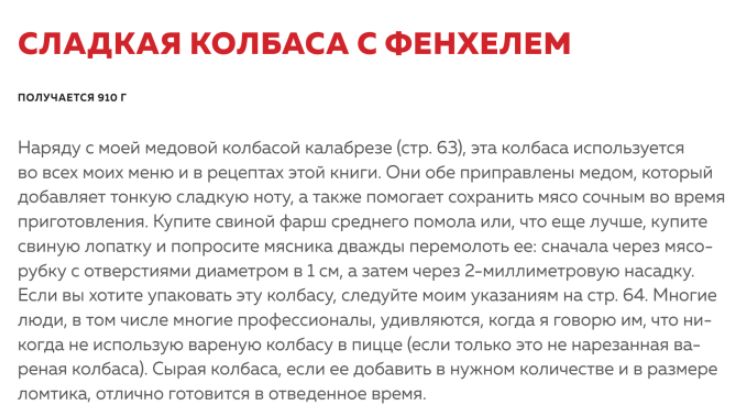 СЛАДКАЯ КОЛБАСА С ФЕНХЕЛЕМ
ПОЛУЧАЕТСЯ 910 Г
Наряду с моей медовой колбасой калабрезе (стр. 63), эта колбаса используется
во всех моих меню и в рецептах этой книги. Они обе приправлены медом, который
добавляет тонкую сладкую ноту, а также помогает сохранить мясо сочным во время
приготовления. Купите свиной фарш среднего помола или, что еще лучше, купите
свиную лопатку и попросите мясника дважды перемолоть ее: сначала через мясо-
рубку с отверстиями диаметром в 1 см, а затем через 2-миллиметровую насадку.
Если вы хотите упаковать эту колбасу, следуйте моим указаниям на стр. 64. Многие
люди, в том числе многие профессионалы, удивляются, когда я говорю им, что ни-
когда не использую вареную колбасу в пицце (если только это не нарезанная ва-
реная колбаса). Сырая колбаса, если ее добавить в нужном количестве и в размере
ломтика, отлично готовится в отведенное время.